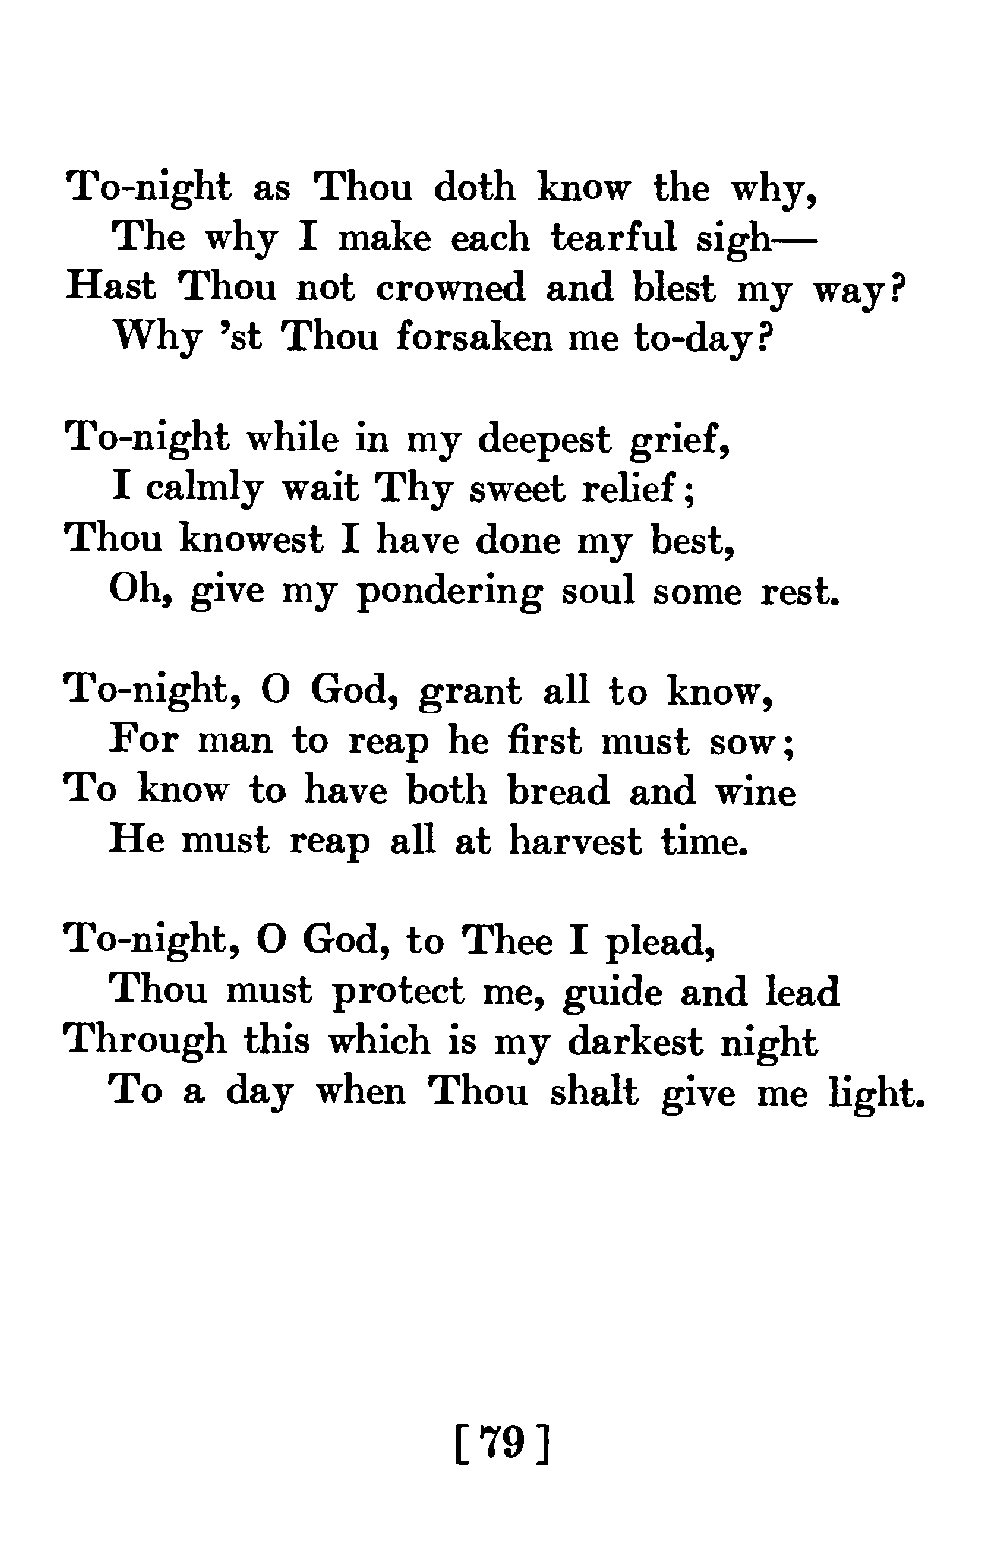 To-night as Thou doth know the why,
The why I make each tearful sigh—
Hast Thou not crowned and blest my way?
Why 'st Thou forsaken me to-day?
To-night while in my deepest grief,
I calmly wait Thy sweet relief;
Thou knowest I have done my best,
Oh, give my pondering soul some rest.
To-night, O God, grant all to know,
For man to reap he first must sow;
To know to have both bread and wine
He must reap all at harvest time.
To-night, O God, to Thee I plead,
Thou must protect me, guide and lead
Through this which is my darkest night
To a day when Thou shalt give me light.
[79]